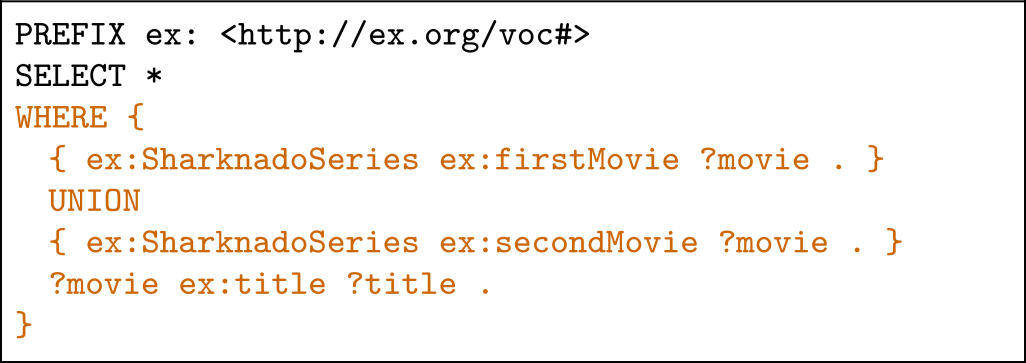 PREFIX ex: <http://ex.org/voc#>
SELECT *
WHERE {
  { ex:SharknadoSeries ex:firstMovie ?movie . }
  UNION
  { ex:SharknadoSeries ex:secondMovie ?movie . }
  ?movie ex:title ?title .
}